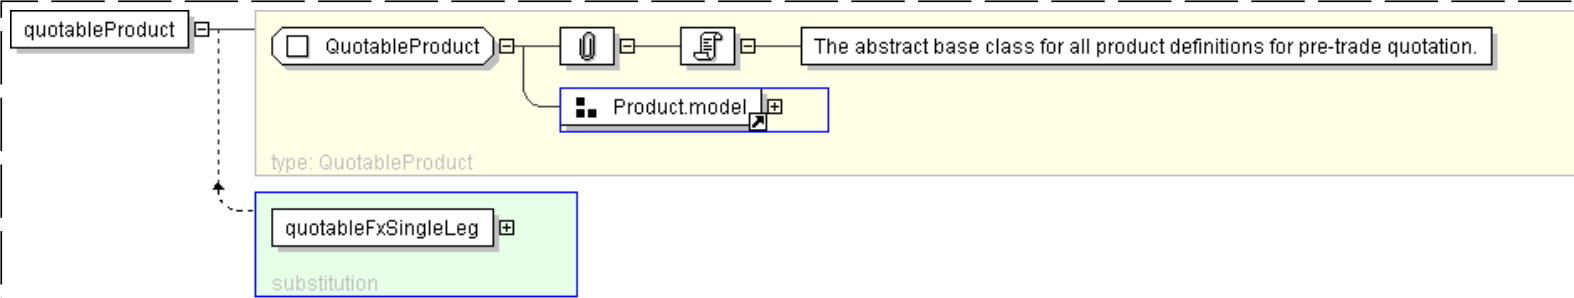 quotableProduct
QuotableProduct
The abstract base class for all product definitions for pre-trade quotation.
Product.model
type: QuotableProduct
quotableFxSingleLeg
substitution